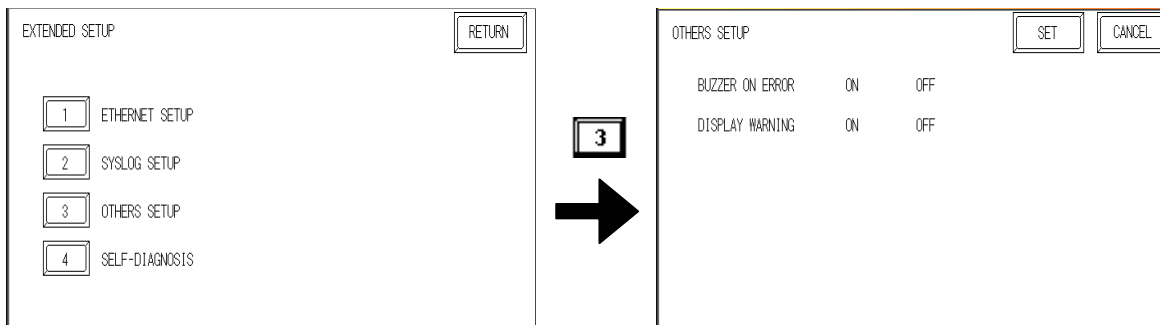 EXTENDED SETUP
RETURN
1 ETHERNET SETUP
2 SYSLOG SETUP
3 OTHERS SETUP
4 SELF-DIAGNOSIS
3
OTHERS SETUP
SET
CANCEL
BUZZER ON ERROR ON OFF
DISPLAY WARNING ON OFF